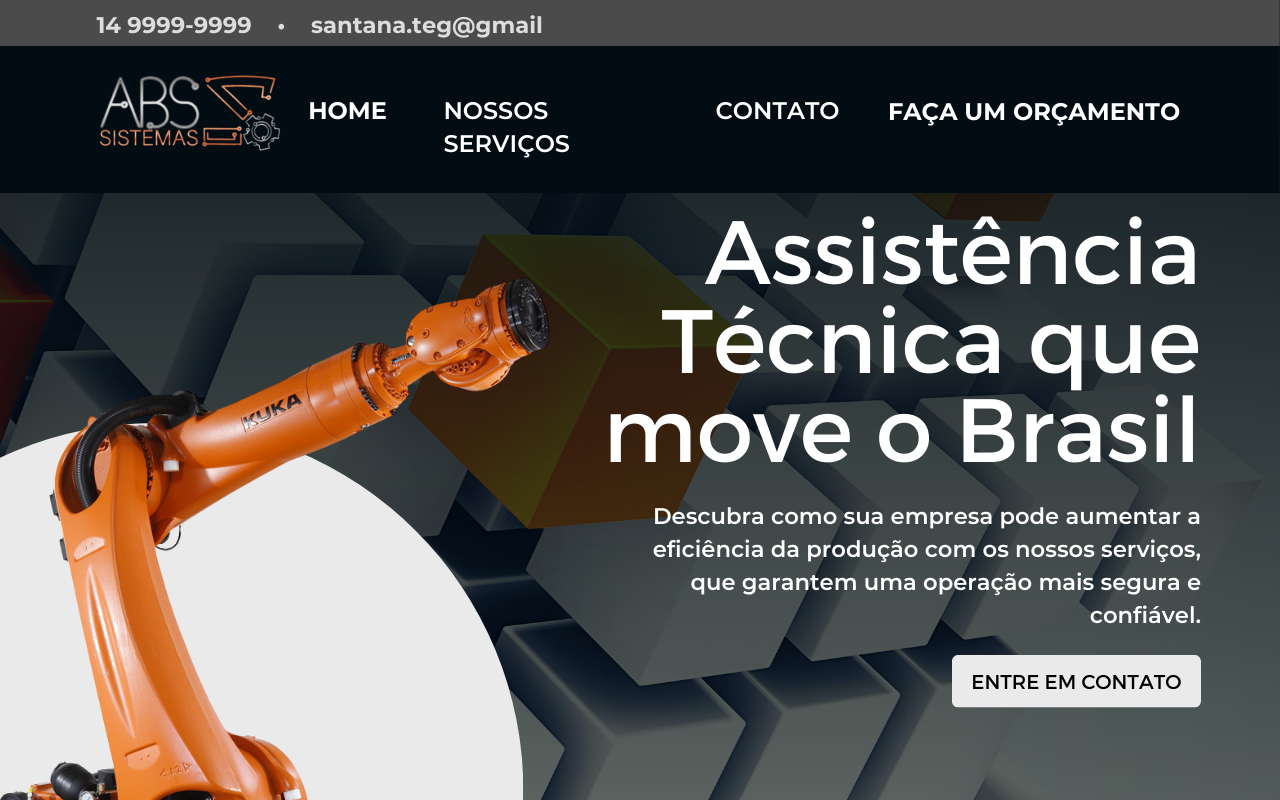 14 9999-9999 • santana.teg@gmail
ABS
SISTEMAS
HOME
NOSSOS
SERVIÇOS
CONTATO
FAÇA UM ORÇAMENTO
Assistência
Técnica que
move o Brasil
KUKA
Descubra como sua empresa pode aumentar a
eficiência da produção com os nossos serviços,
que garantem uma operação mais segura e
confiável.
ENTRE EM CONTATO